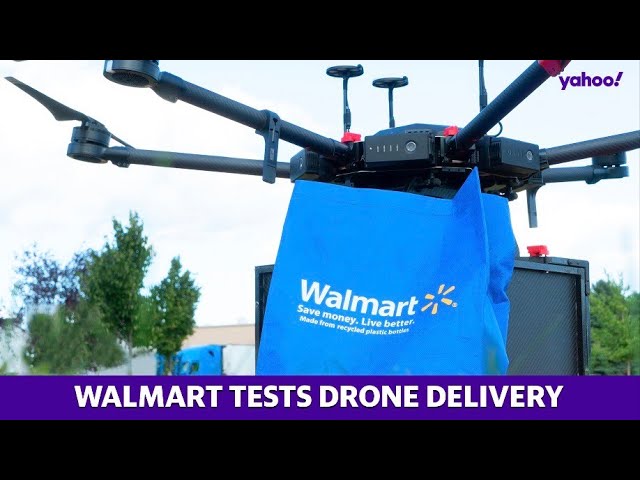 yahoo!
Walmart
Save money. Live better.
Made from recycled plastic bottles
WALMART TESTS DRONE DELIVERY